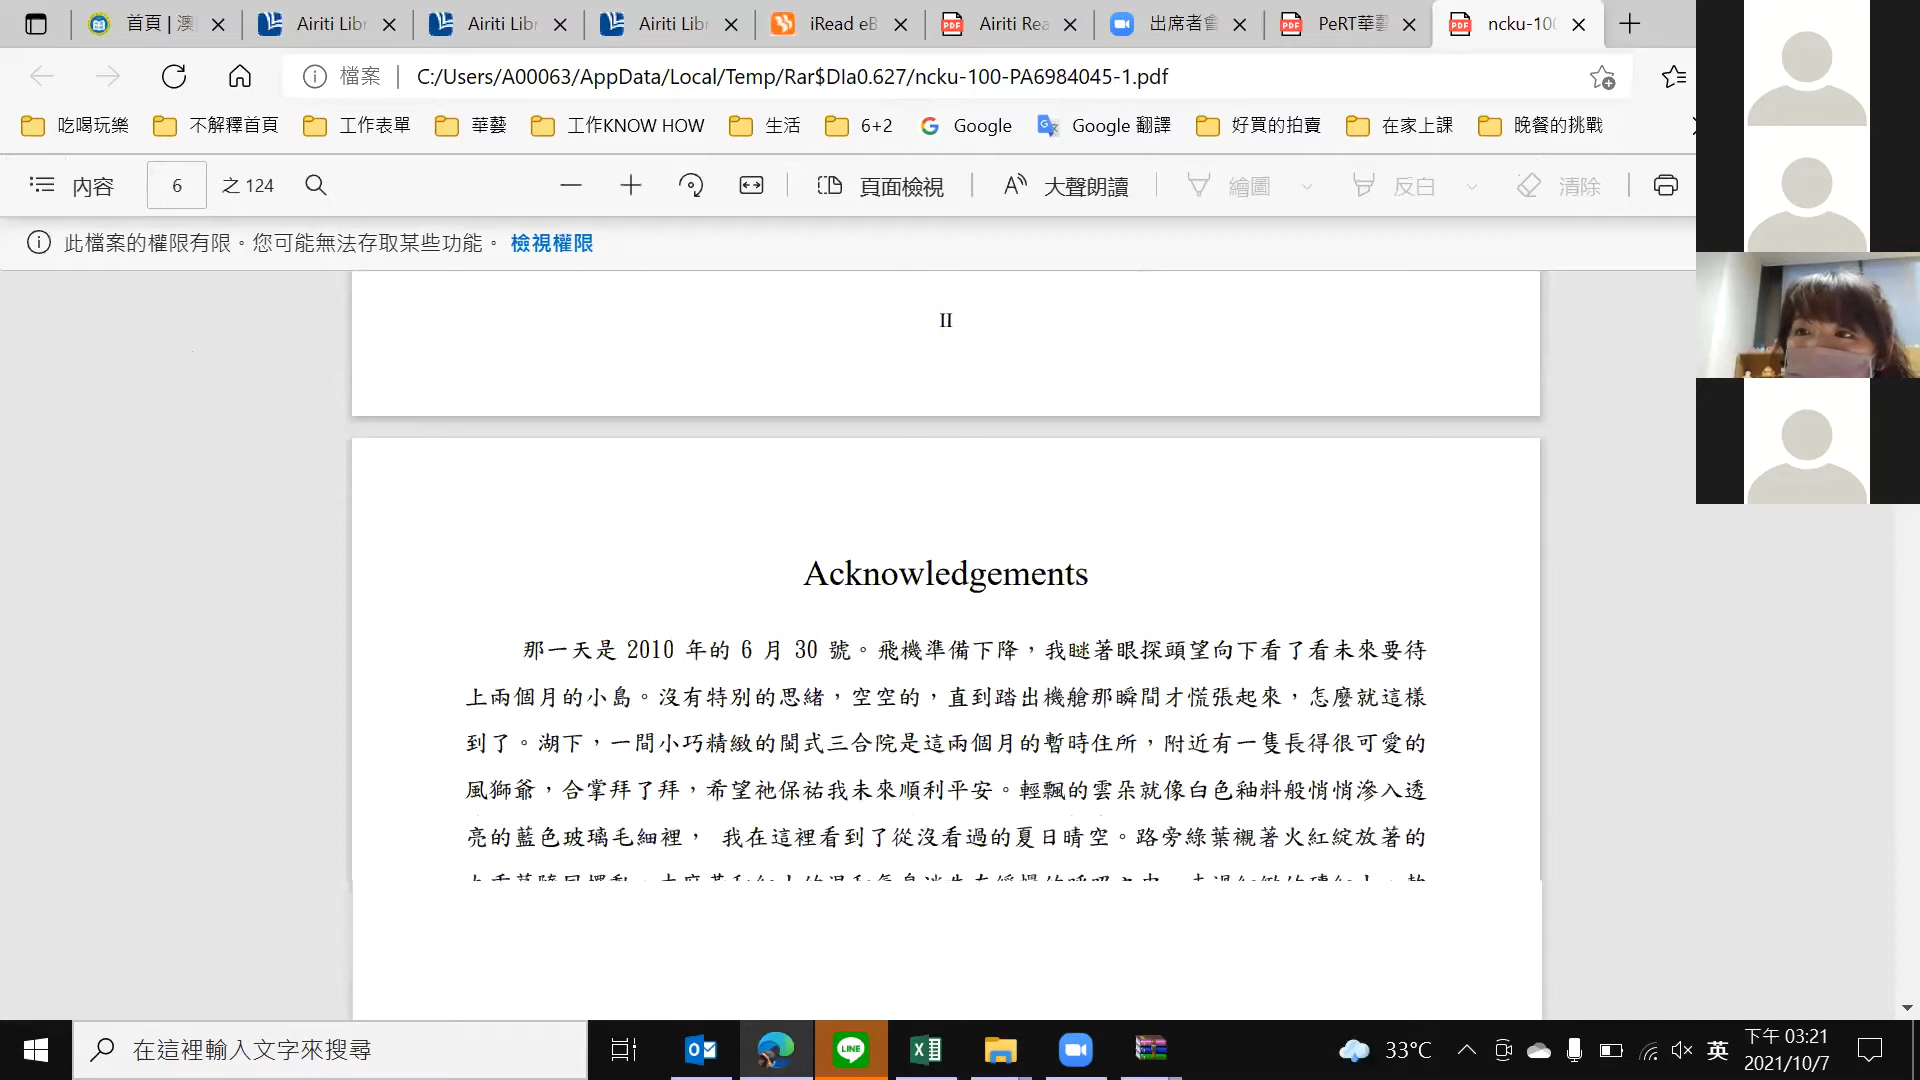 首頁 | 澳
Airiti Libr
Airiti Libr
Airiti Libr
iRead eB
Airiti Rea
出席者會
PeRT華藝
ncku-100
檔案
C:/Users/A00063/AppData/Local/Temp/Rar$DIa0.627/ncku-100-PA6984045-1.pdf
吃喝玩樂
不解釋首頁
工作表單
華藝
工作KNOW HOW
生活
6+2
Google
Google 翻譯
好買的拍賣
在家上課
晚餐的挑戰
內容
6
之 124
頁面檢視
大聲朗讀
繪圖
反白
清除
此檔案的權限有限。您可能無法存取某些功能。 檢視權限
II
Acknowledgements
那一天是 2010 年的 6 月 30 號。飛機準備下降，我瞇著眼探頭望向下看了看未來要待
上兩個月的小島。沒有特別的思緒，空空的，直到踏出機艙那瞬間才慌張起來，怎麼就這樣
到了。湖下，一間小巧精緻的閩式三合院是這兩個月的暫時住所，附近有一隻長得很可愛的
風獅爺，合掌拜了拜，希望祂保祐我未來順利平安。輕飄的雲朵就像白色釉料般悄悄滲入透
亮的藍色玻璃毛細裡， 我在這裡看到了從沒看過的夏日晴空。路旁綠葉襯著火紅綻放著的
在這裡輸入文字來搜尋
LINE
33°C
英
下午 03:21
2021/10/7